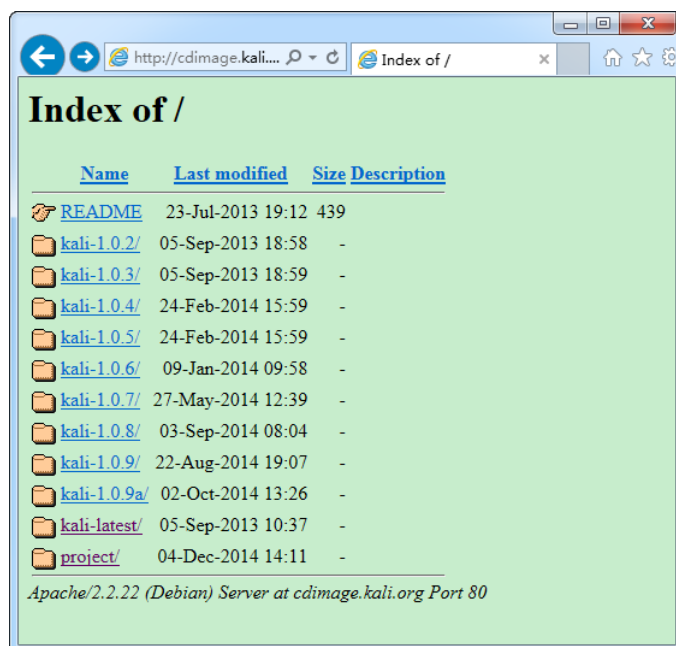 http://cdimage.kali....
Index of /
Index of /
Name Last modified Size Description
README 23-Jul-2013 19:12 439
kali-1.0.2/ 05-Sep-2013 18:58 -
kali-1.0.3/ 05-Sep-2013 18:59 -
kali-1.0.4/ 24-Feb-2014 15:59 -
kali-1.0.5/ 24-Feb-2014 15:59 -
kali-1.0.6/ 09-Jan-2014 09:58 -
kali-1.0.7/ 27-May-2014 12:39 -
kali-1.0.8/ 03-Sep-2014 08:04 -
kali-1.0.9/ 22-Aug-2014 19:07 -
kali-1.0.9a/ 02-Oct-2014 13:26 -
kali-latest/ 05-Sep-2013 10:37 -
project/ 04-Dec-2014 14:11 -
Apache/2.2.22 (Debian) Server at cdimage.kali.org Port 80